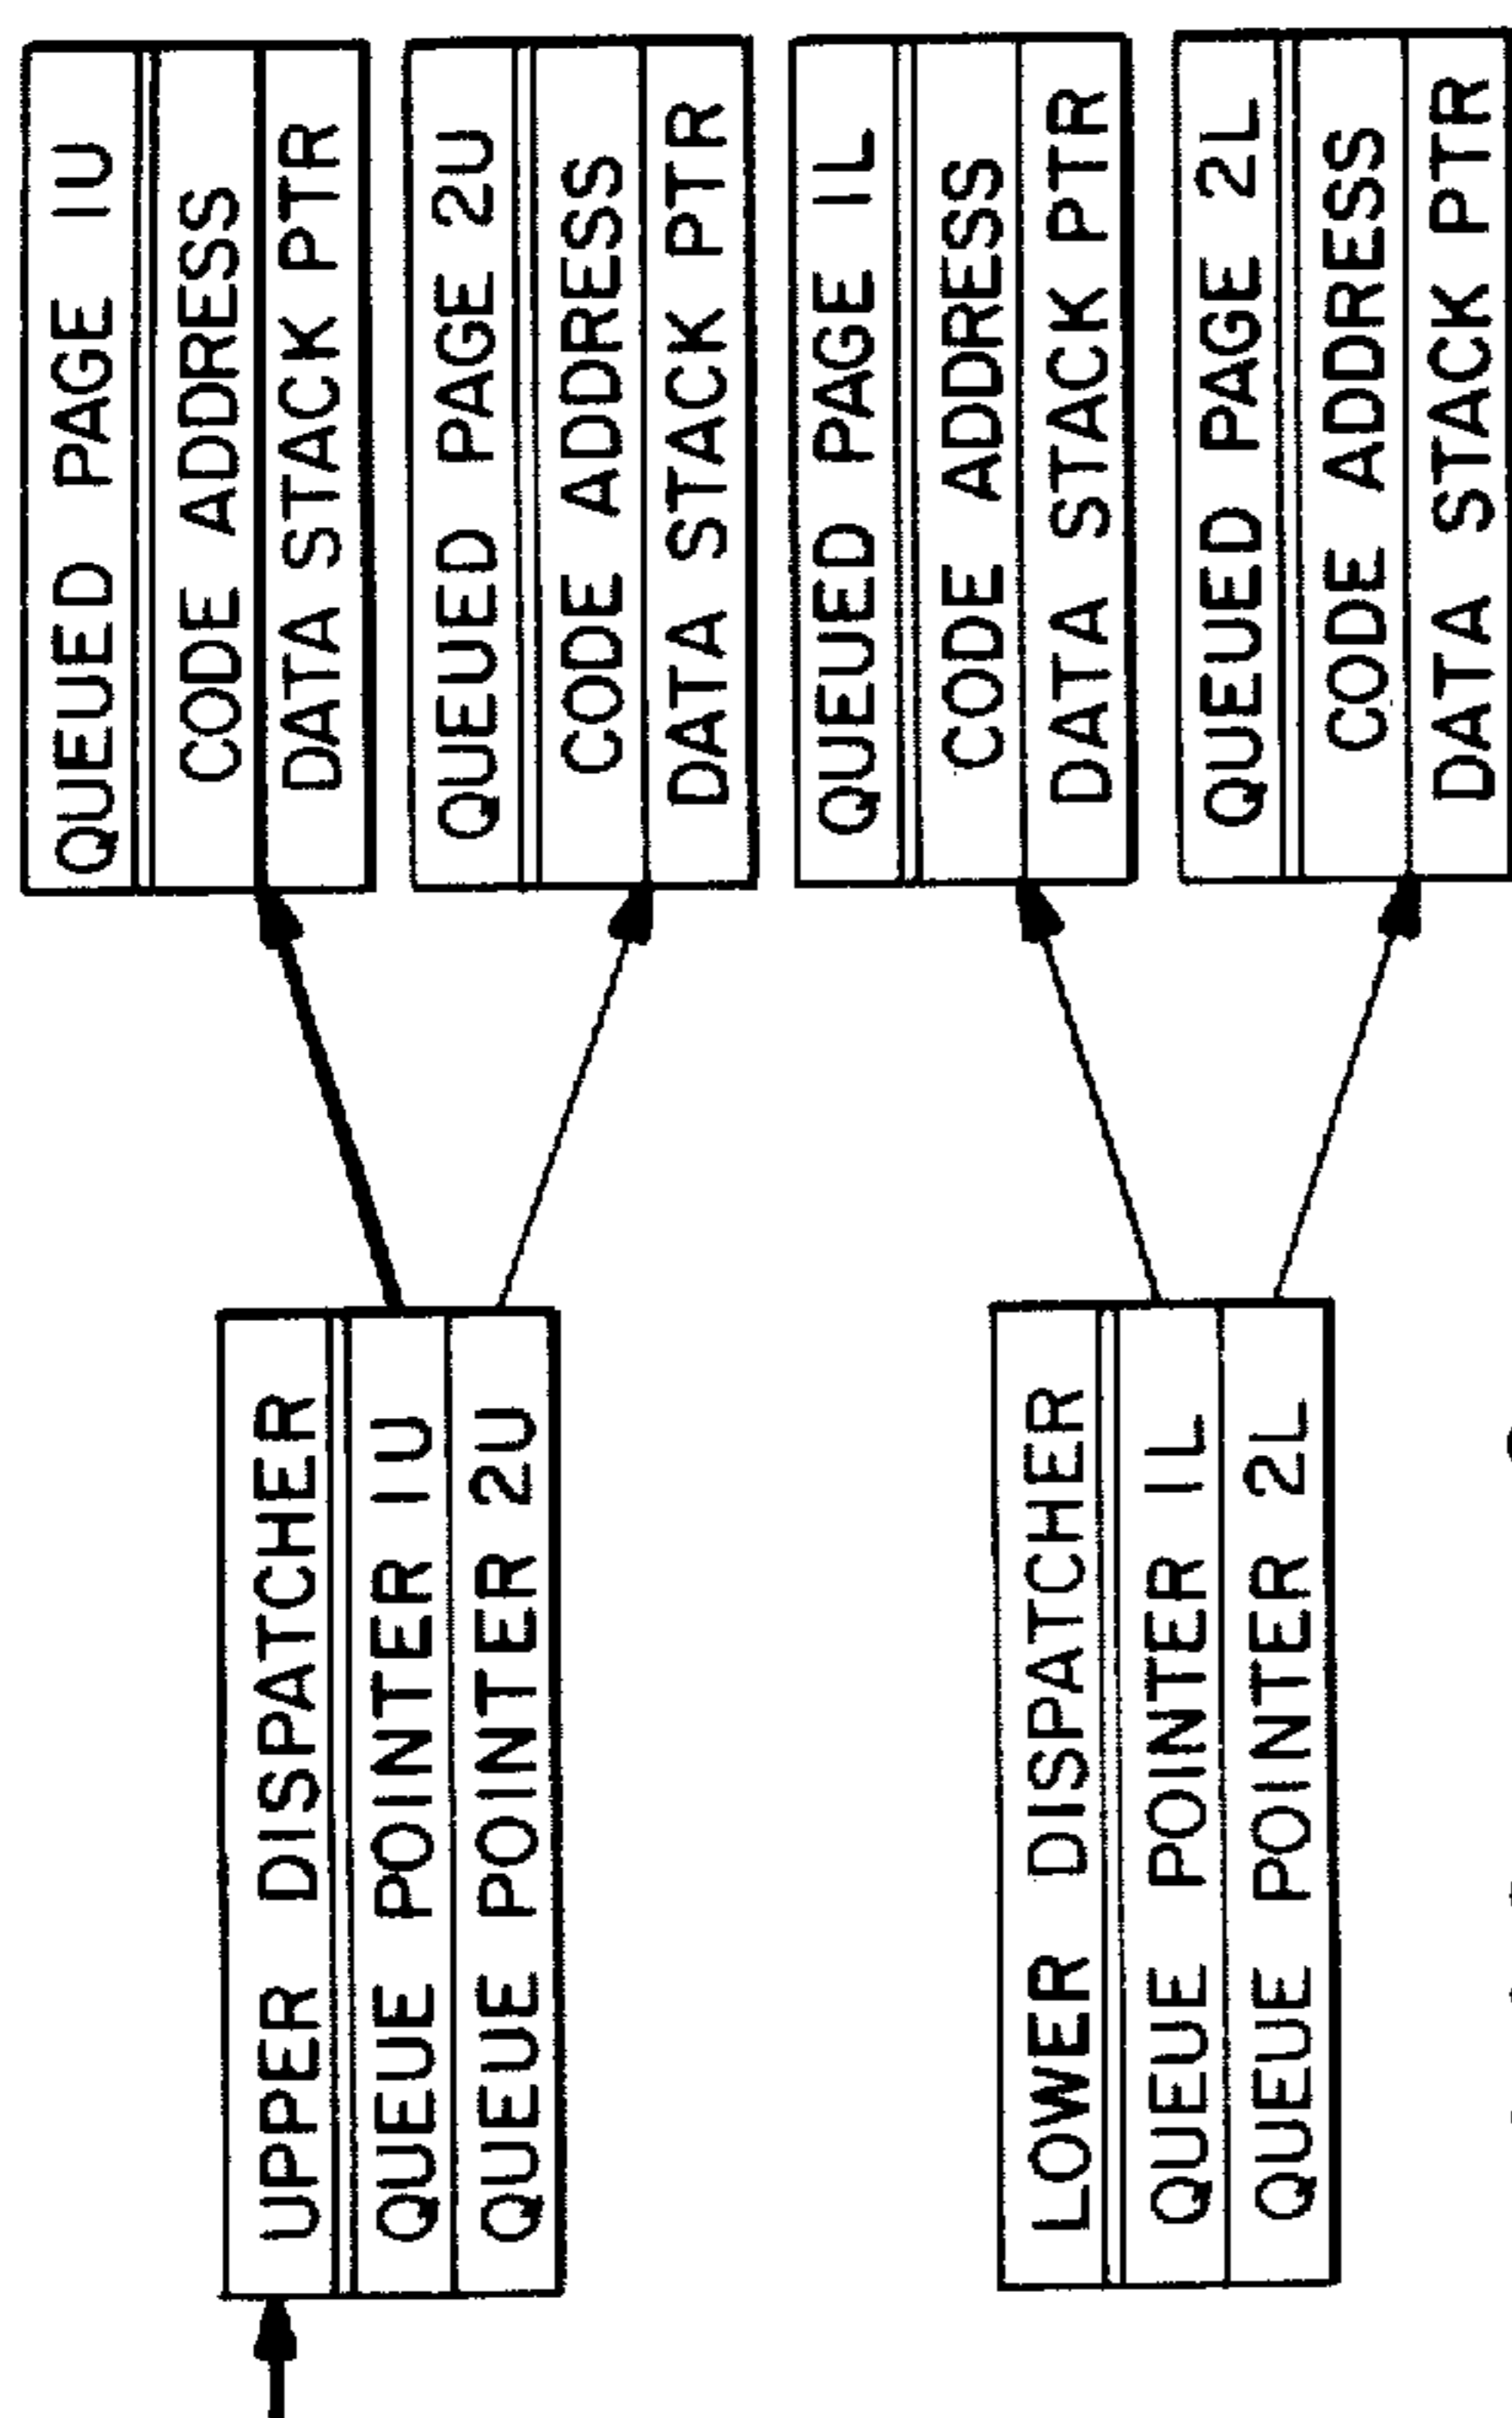 UPPER DISPATCHER
QUEUE POINTER 1U
QUEUE POINTER 2U
LOWER DISPATCHER
QUEUE POINTER 1L
QUEUE POINTER 2L
QUEUED PAGE 1U
CODE ADDRESS
DATA STACK PTR
QUEUED PAGE 2U
CODE ADDRESS
DATA STACK PTR
QUEUED PAGE 1L
CODE ADDRESS
DATA STACK PTR
QUEUED PAGE 2L
CODE ADDRESS
DATA STACK PTR